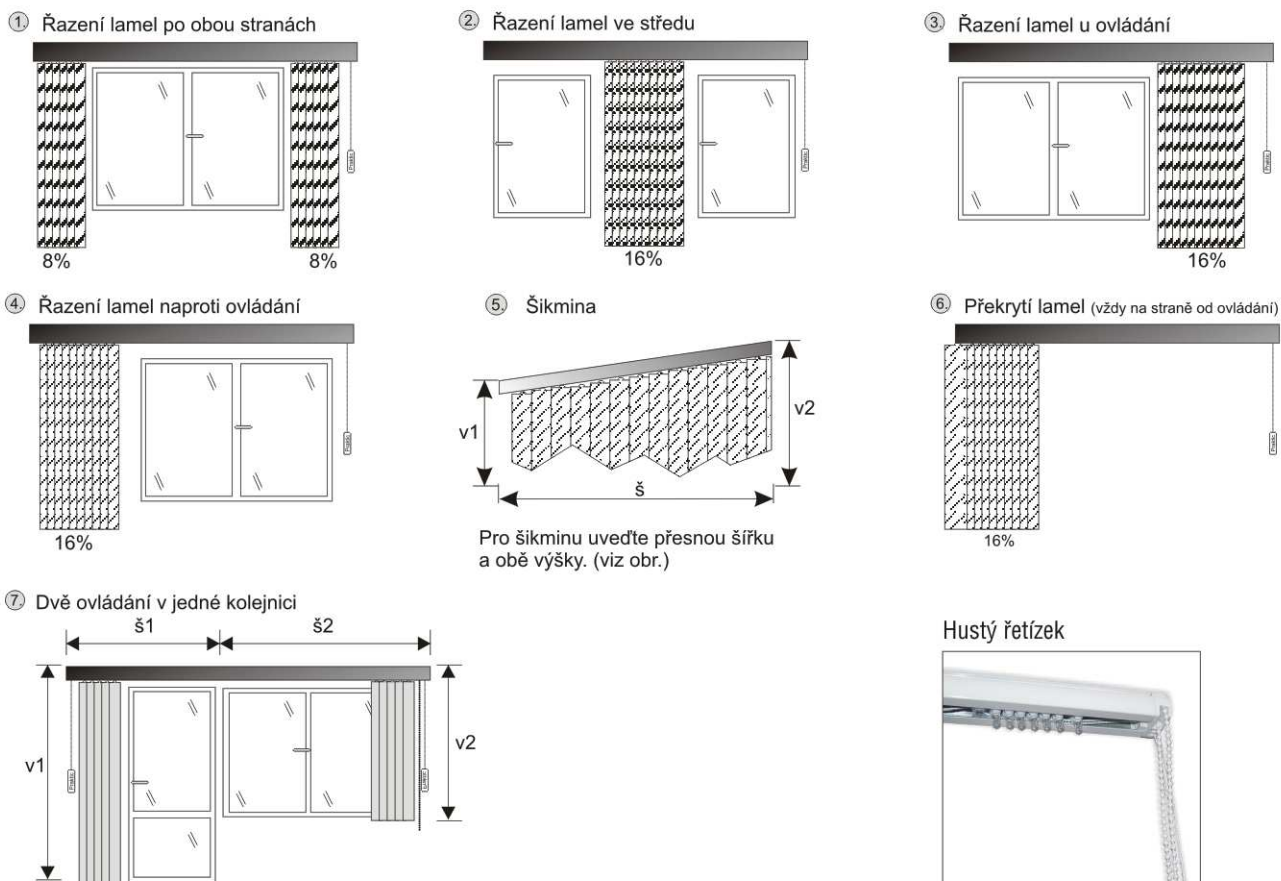 1. Řazení lamel po obou stranách
8%
8%
2. Řazení lamel ve středu
16%
3. Řazení lamel u ovládání
16%
4. Řazení lamel naproti ovládání
16%
5. Šikmina
v1
v2
š
Pro šikminu uveďte přesnou šířku
a obě výšky. (viz obr.)
6. Překrytí lamel (vždy na straně od ovládání)
16%
7. Dvě ovládání v jedné kolejnici
š1
š2
v1
v2
Hustý řetízek